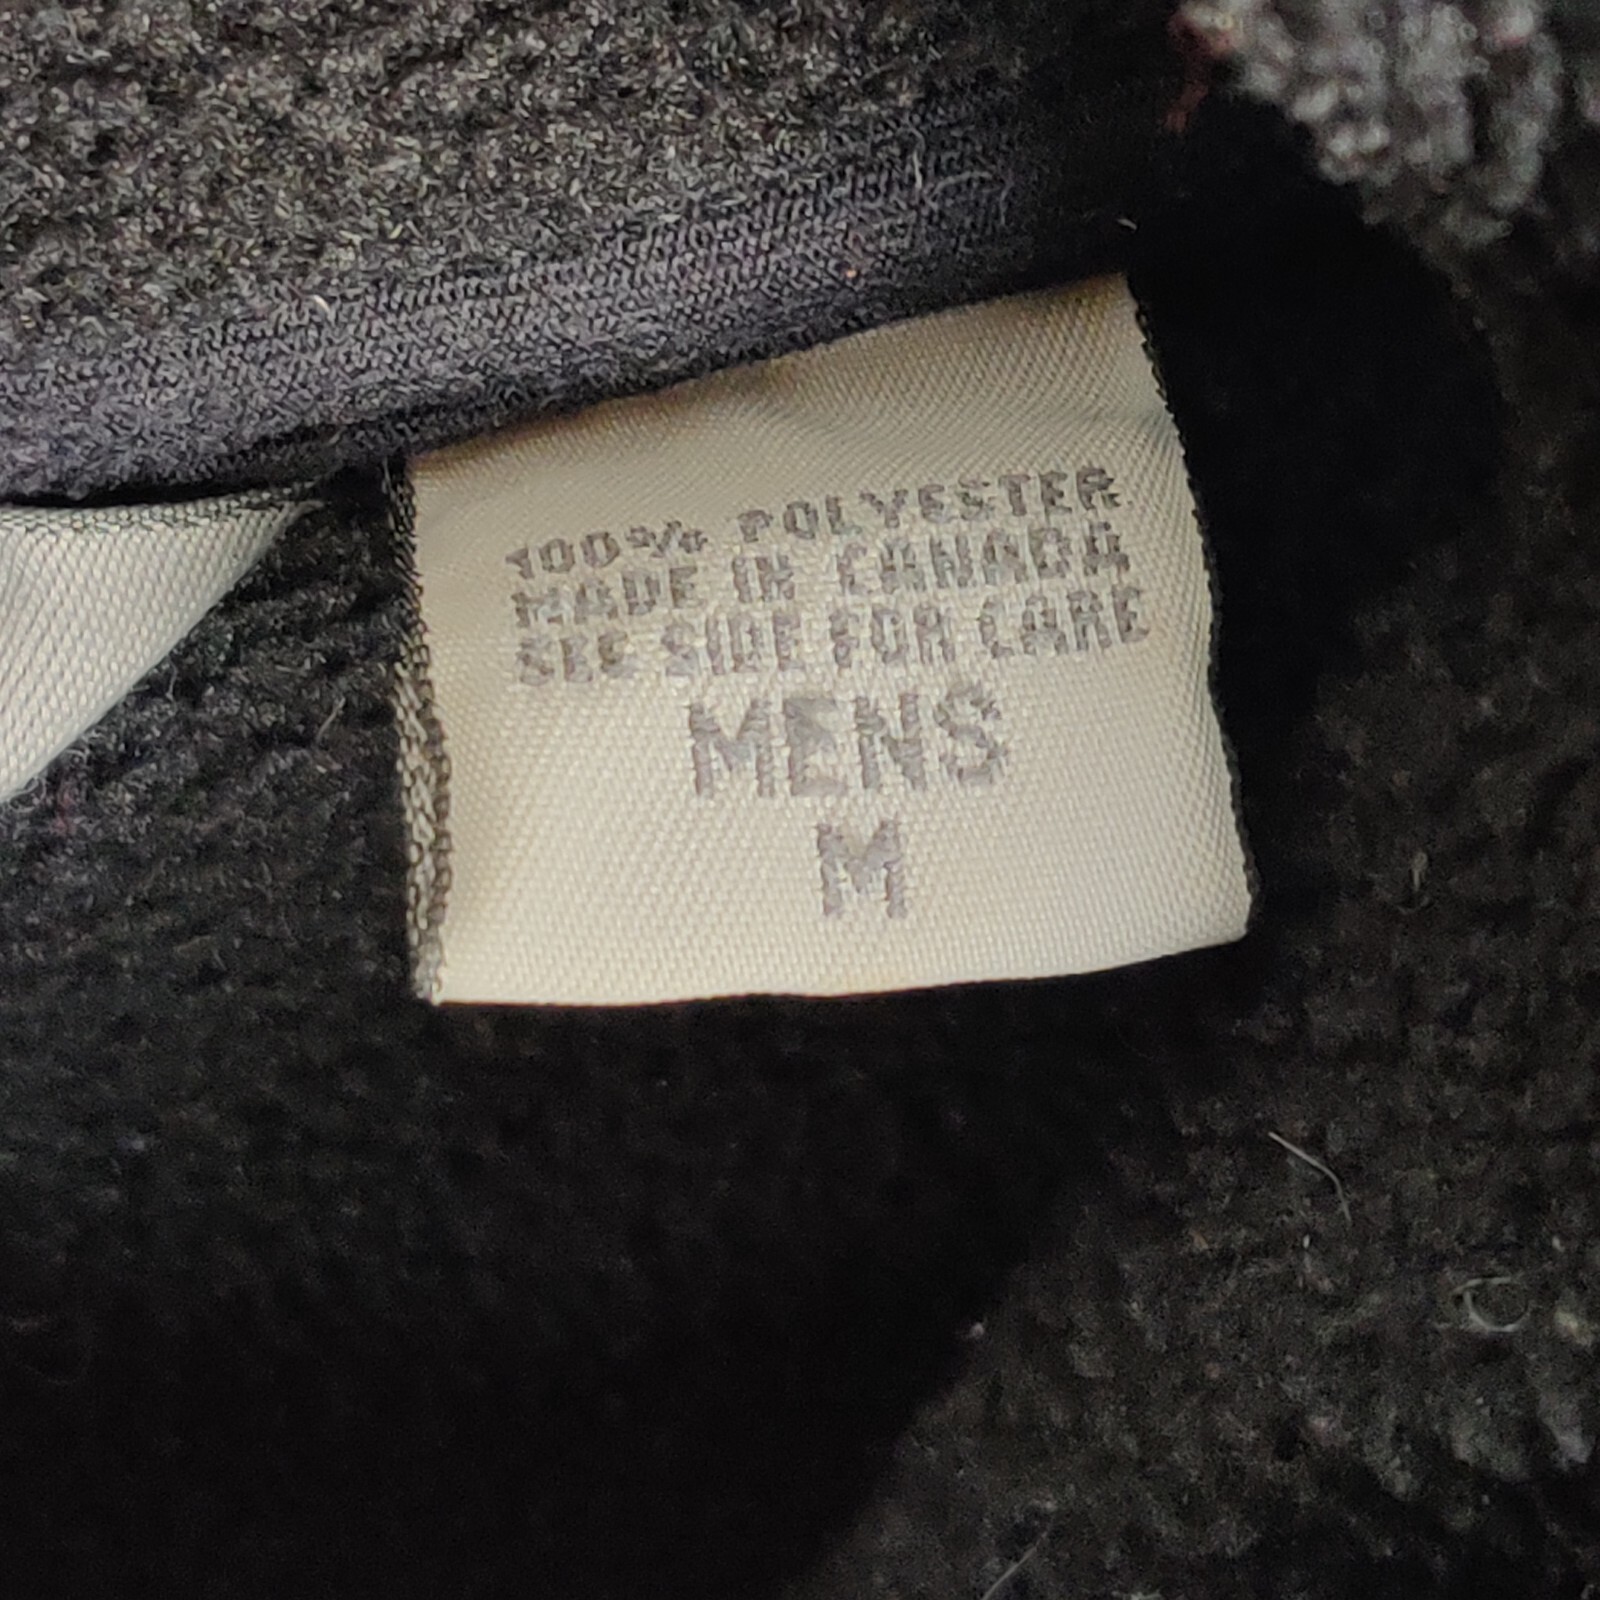 100% POLYESTER
MADE IN CANADA
SEE SIDE FOR CARE
MENS
M